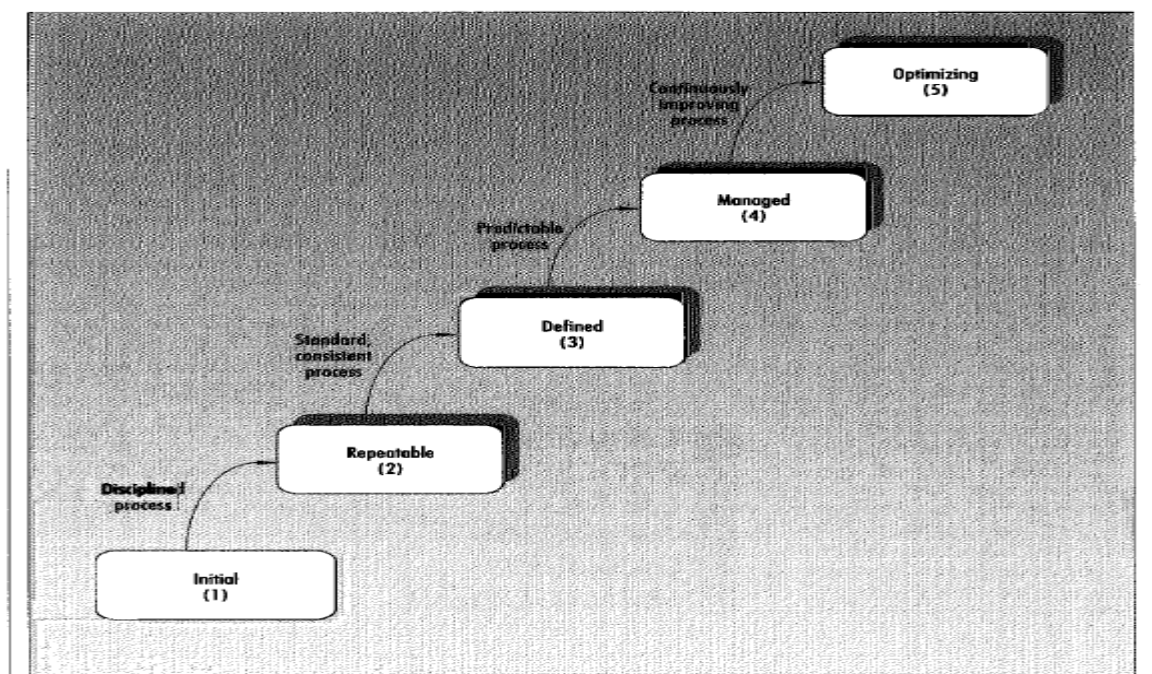 Optimizing
(5)
Continuously
improving
process
Managed
(4)
Predictable
process
Defined
(3)
Standard,
consistent
process
Repeatable
(2)
Disciplined
process
Initial
(1)